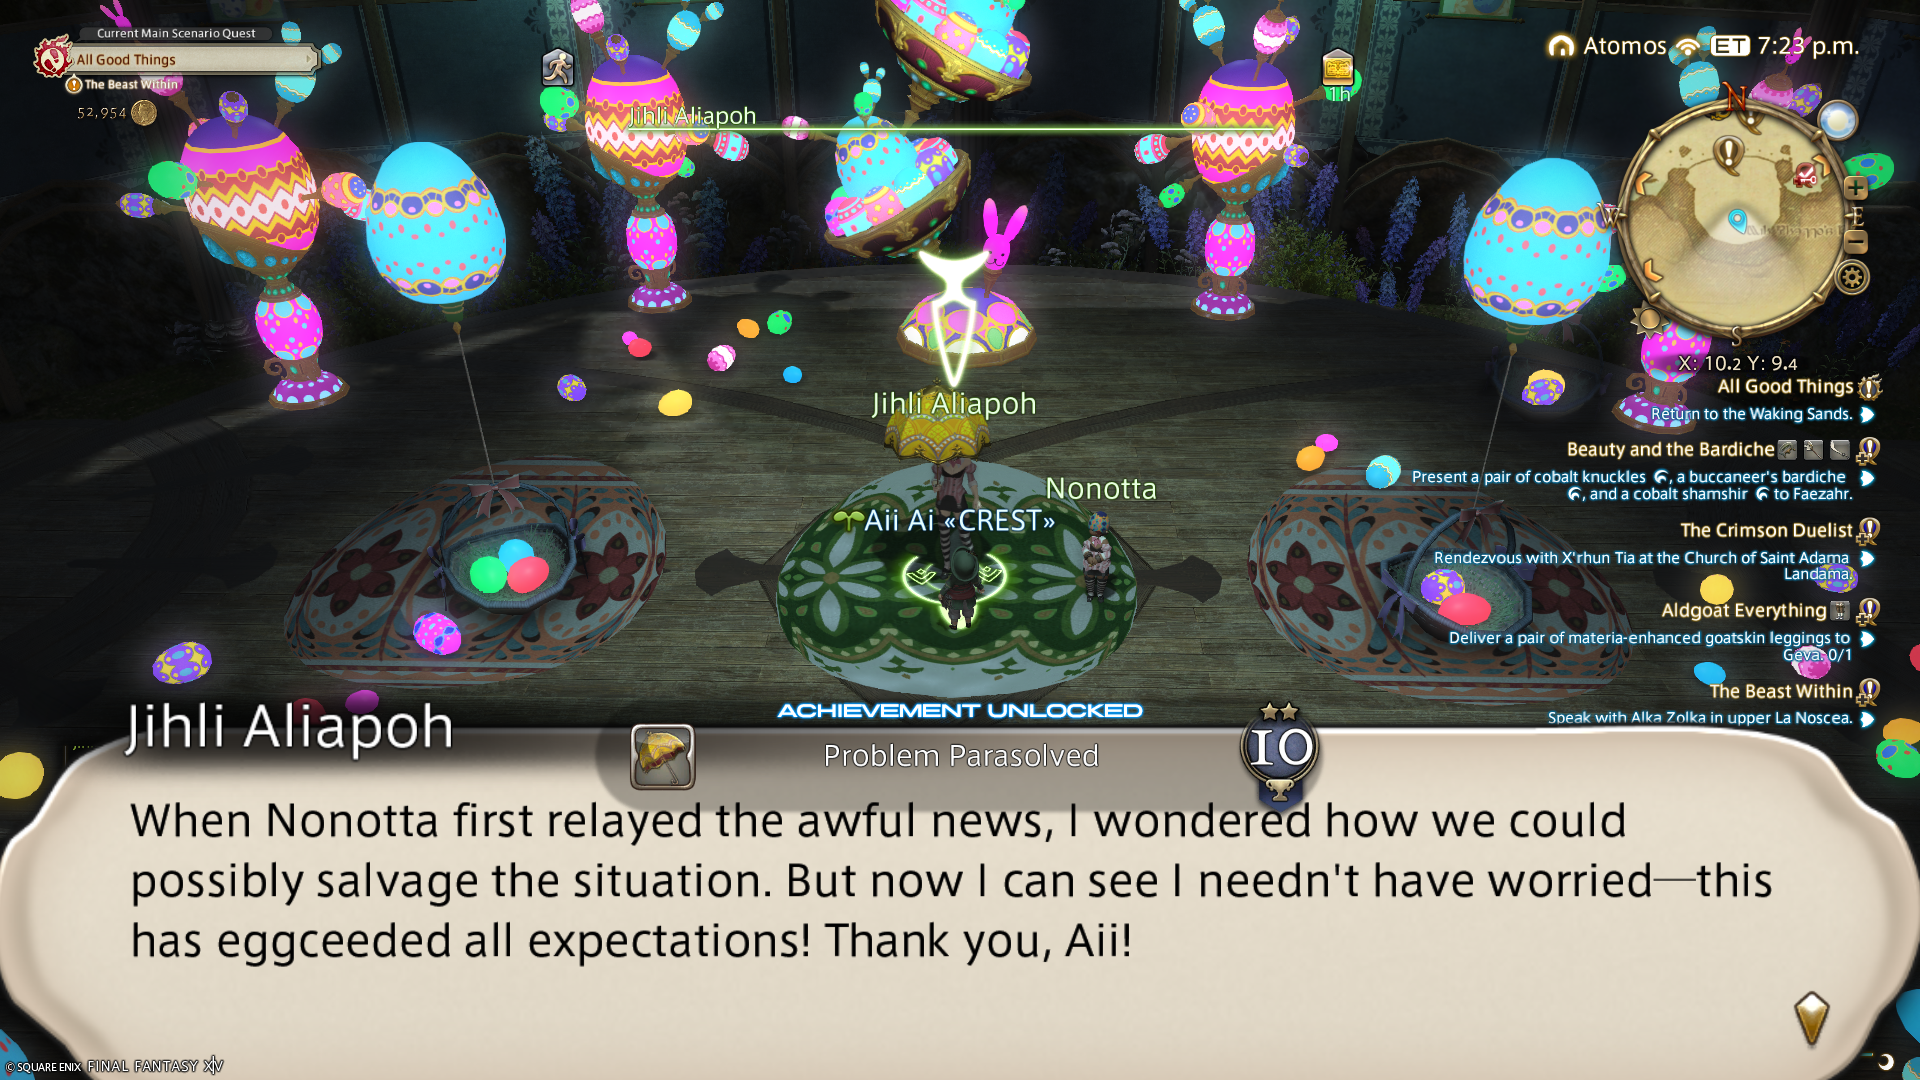 Current Main Scenario Quest
All Good Things
The Beast Within
52,954
1h
Atomos ET 7:23 p.m.
Jihli Aliapoh
N
W
E
S
X: 10.2 Y: 9.4
All Good Things
Return to the Waking Sands.
Beauty and the Bardiche
Present a pair of cobalt knuckles , a buccaneer's bardiche
, and a cobalt shamshir to Faezahr.
The Crimson Duelist
Rendezvous with X'rhun Tia at the Church of Saint Adama
Landama.
Aldgoat Everything
Deliver a pair of materia-enhanced goatskin leggings to
Geva. 0/1
The Beast Within
Speak with Alka Zolka in upper La Noscea.
Jihli Aliapoh
Nonotta
Aii Ai «CREST»
ACHIEVEMENT UNLOCKED
Problem Parasolved
10
Jihli Aliapoh
When Nonotta first relayed the awful news, I wondered how we could
possibly salvage the situation. But now I can see I needn't have worried—this
has eggceeded all expectations! Thank you, Aii!
© SQUARE ENIX FINAL FANTASY XIV